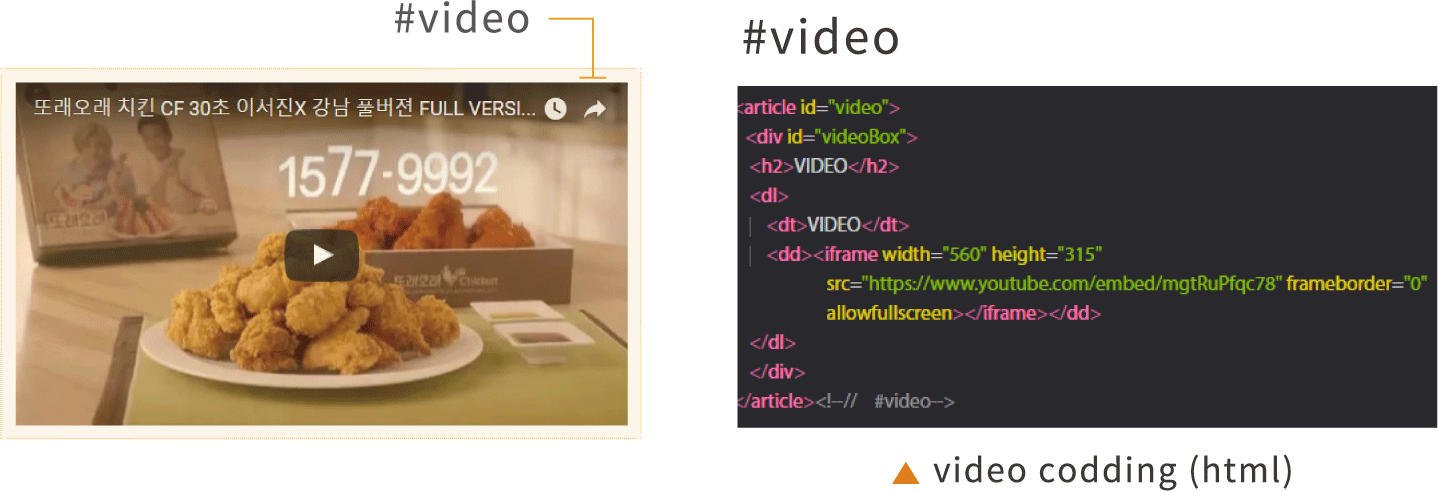 #video
또래오래 치킨 CF 30초 이서진X 강남 풀버젼 FULL VERSI...
1577-9992
또래오래
또래오래 Chicken
#video
<article id="video">
<div id="videoBox">
<h2>VIDEO</h2>
<dl>
<dt>VIDEO</dt>
<dd><iframe width="560" height="315"
src="https://www.youtube.com/embed/mgtRuPfqc78" frameborder="0"
allowfullscreen></iframe></dd>
</dl>
</div>
</article><!--// #video-->
▲ video codding (html)